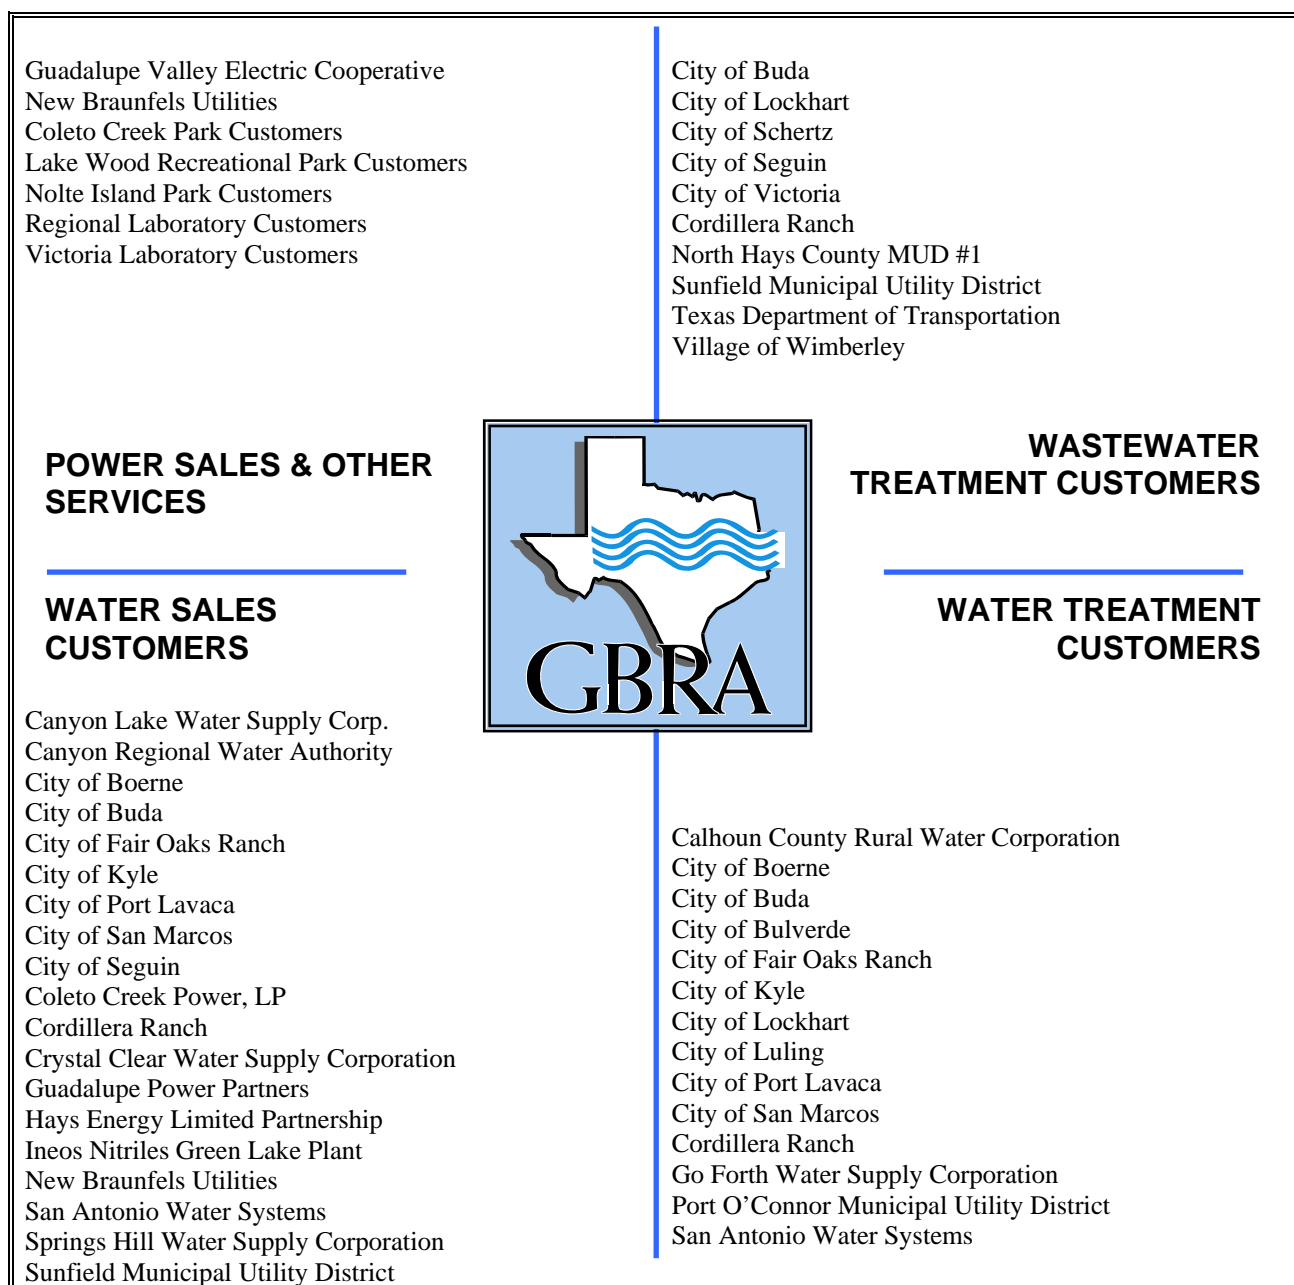 Guadalupe Valley Electric Cooperative
New Braunfels Utilities
Coleto Creek Park Customers
Lake Wood Recreational Park Customers
Nolte Island Park Customers
Regional Laboratory Customers
Victoria Laboratory Customers
POWER SALES & OTHER
SERVICES
City of Buda
City of Lockhart
City of Schertz
City of Seguin
City of Victoria
Cordillera Ranch
North Hays County MUD #1
Sunfield Municipal Utility District
Texas Department of Transportation
Village of Wimberley
WASTEWATER
TREATMENT CUSTOMERS
GBRA
WATER SALES
CUSTOMERS
Canyon Lake Water Supply Corp.
Canyon Regional Water Authority
City of Boerne
City of Buda
City of Fair Oaks Ranch
City of Kyle
City of Port Lavaca
City of San Marcos
City of Seguin
Coleto Creek Power, LP
Cordillera Ranch
Crystal Clear Water Supply Corporation
Guadalupe Power Partners
Hays Energy Limited Partnership
Ineos Nitriles Green Lake Plant
New Braunfels Utilities
San Antonio Water Systems
Springs Hill Water Supply Corporation
Sunfield Municipal Utility District
WATER TREATMENT
CUSTOMERS
Calhoun County Rural Water Corporation
City of Boerne
City of Buda
City of Bulverde
City of Fair Oaks Ranch
City of Kyle
City of Lockhart
City of Luling
City of Port Lavaca
City of San Marcos
Cordillera Ranch
Go Forth Water Supply Corporation
Port O’Connor Municipal Utility District
San Antonio Water Systems